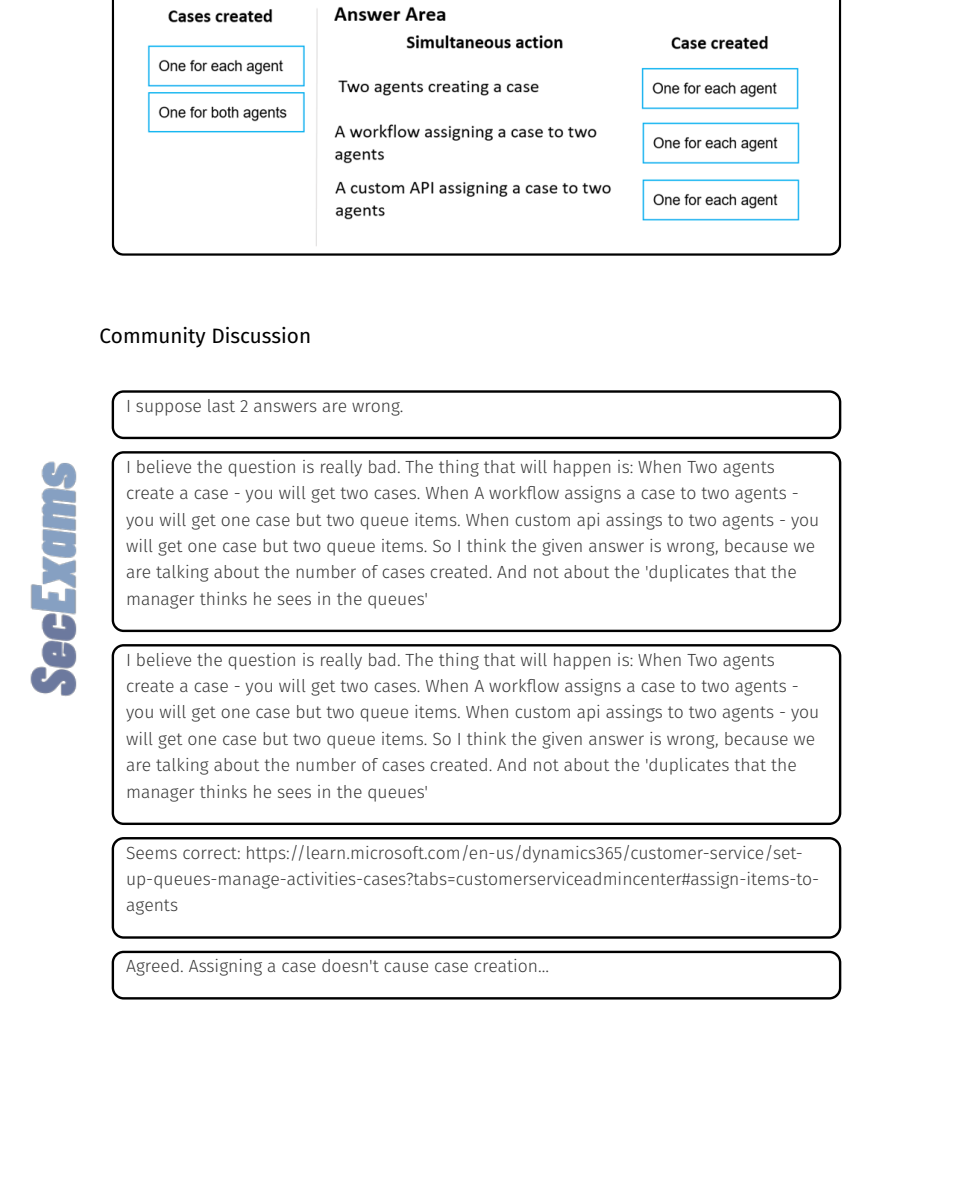 Cases created
One for each agent
One for both agents
Answer Area
Simultaneous action
Case created
Two agents creating a case
One for each agent
A workflow assigning a case to two
agents
One for each agent
A custom API assigning a case to two
agents
One for each agent
Community Discussion
I suppose last 2 answers are wrong.
I believe the question is really bad. The thing that will happen is: When Two agents
create a case - you will get two cases. When A workflow assigns a case to two agents -
you will get one case but two queue items. When custom api assings to two agents - you
will get one case but two queue items. So I think the given answer is wrong, because we
are talking about the number of cases created. And not about the 'duplicates that the
manager thinks he sees in the queues'
I believe the question is really bad. The thing that will happen is: When Two agents
create a case - you will get two cases. When A workflow assigns a case to two agents -
you will get one case but two queue items. When custom api assings to two agents - you
will get one case but two queue items. So I think the given answer is wrong, because we
are talking about the number of cases created. And not about the 'duplicates that the
manager thinks he sees in the queues'
Seems correct: https://learn.microsoft.com/en-us/dynamics365/customer-service/set-
up-queues-manage-activities-cases?tabs=customerserviceadmincenter#assign-items-to-
agents
Agreed. Assigning a case doesn't cause case creation...
SecExams